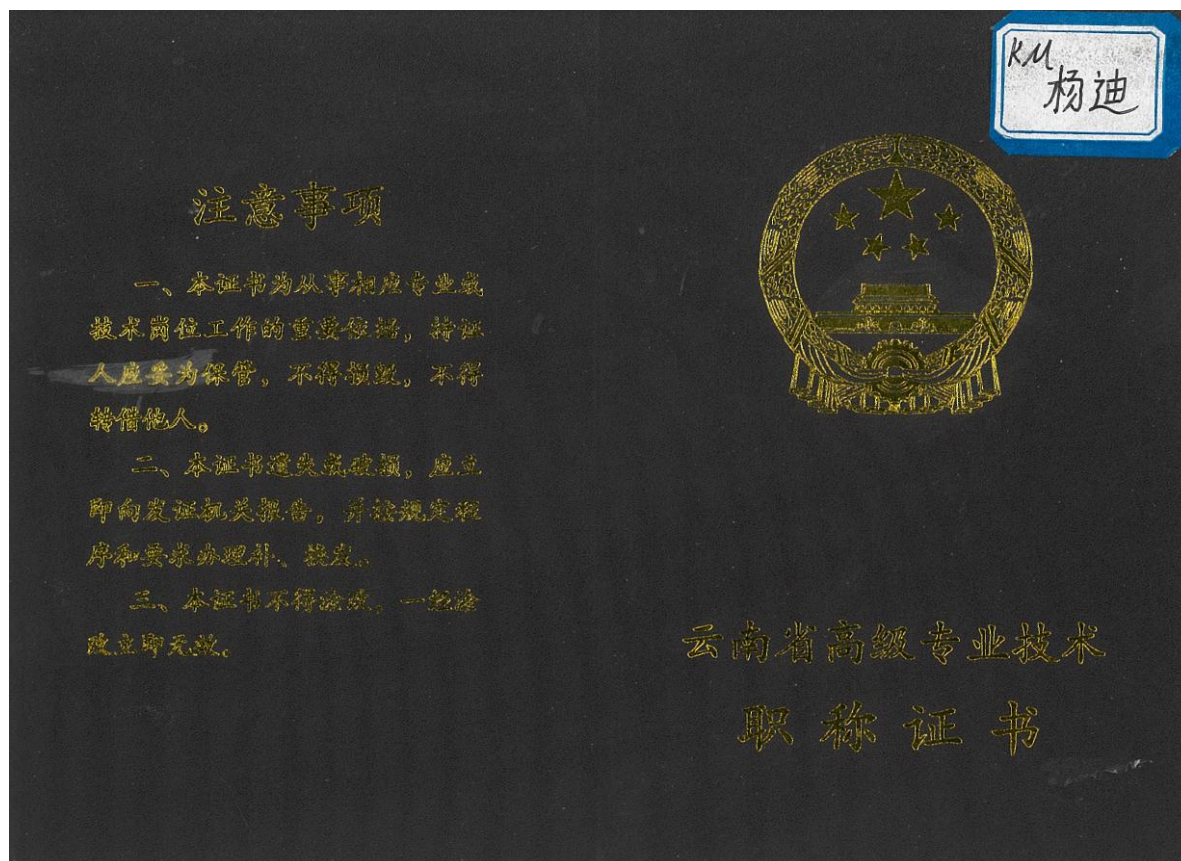 注意事项
一、本证书为从事相应专业或
技术岗位工作的重要依据，持证
人应妥为保管，不得损毁，不得
转借他人。
二、本证书遗失或破损，应立
即向发证机关报告，并按规定程
序和要求办理补、换发。
三、本证书不得涂改，一经涂
改立即无效。
KM
杨迪
云南省高级专业技术
职称证书